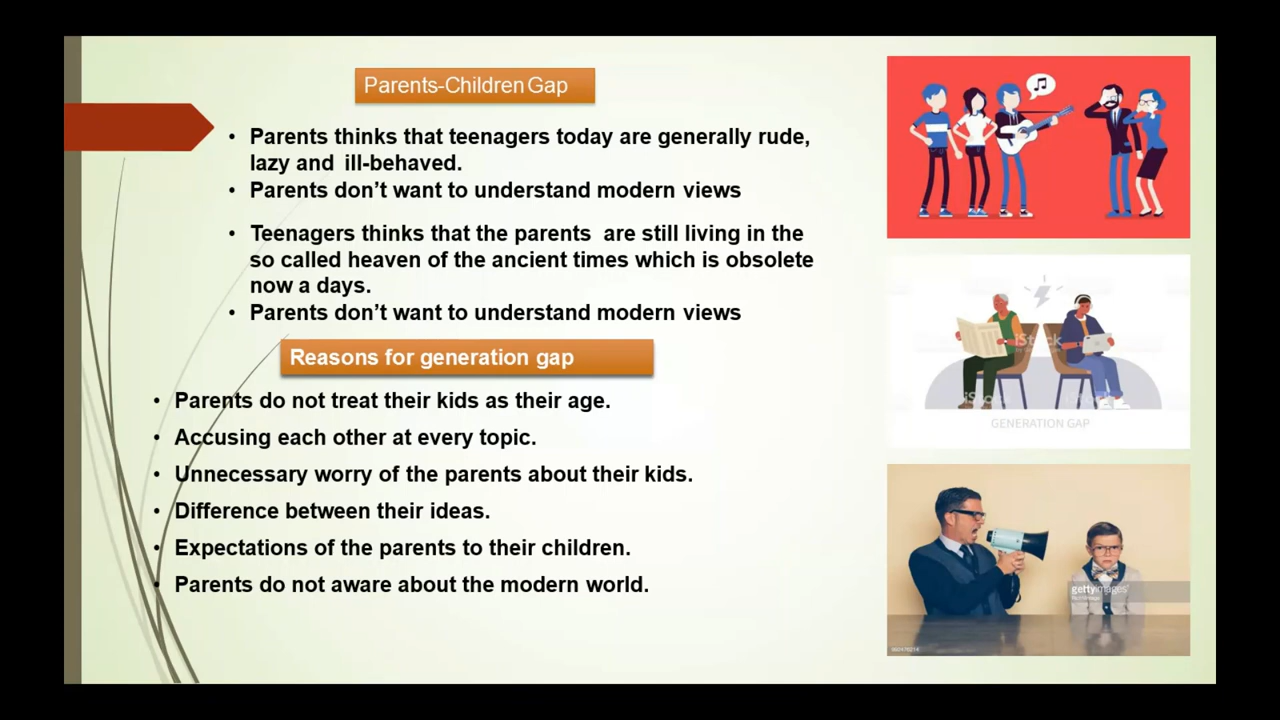 Parents-Children Gap
• Parents thinks that teenagers today are generally rude,
lazy and ill-behaved.
• Parents don’t want to understand modern views
• Teenagers thinks that the parents are still living in the
so called heaven of the ancient times which is obsolete
now a days.
• Parents don’t want to understand modern views
Reasons for generation gap
• Parents do not treat their kids as their age.
• Accusing each other at every topic.
• Unnecessary worry of the parents about their kids.
• Difference between their ideas.
• Expectations of the parents to their children.
• Parents do not aware about the modern world.
iStock
iStock
GENERATION GAP
gettyimages